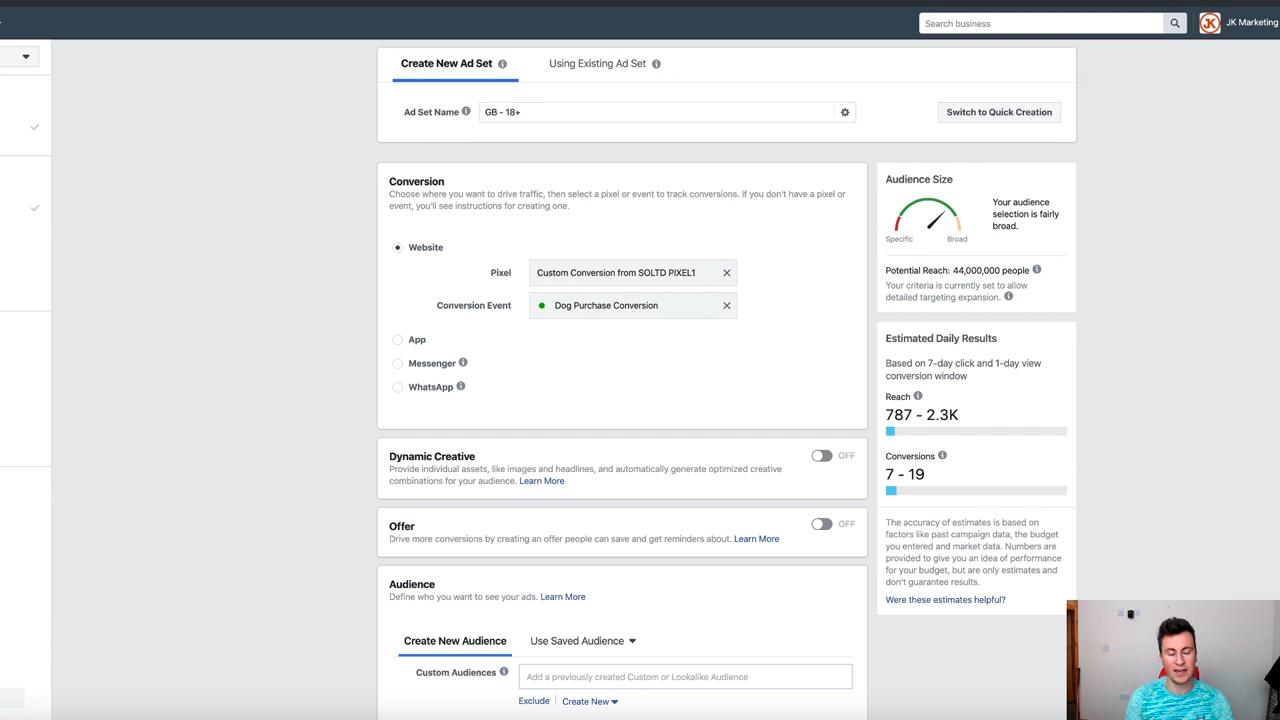 Search business
JK
JK Marketing
Create New Ad Set
Using Existing Ad Set
Ad Set Name
GB - 18+
Switch to Quick Creation
Conversion
Choose where you want to drive traffic, then select a pixel or event to track conversions. If you don't have a pixel or
event, you'll see instructions for creating one.
Website
Pixel
Custom Conversion from SOLTD PIXEL1
Conversion Event
Dog Purchase Conversion
App
Messenger
WhatsApp
Dynamic Creative
OFF
Provide individual assets, like images and headlines, and automatically generate optimized creative
combinations for your audience. Learn More
Offer
OFF
Drive more conversions by creating an offer people can save and get reminders about. Learn More
Audience
Define who you want to see your ads. Learn More
Create New Audience
Use Saved Audience
Custom Audiences
Add a previously created Custom or Lookalike Audience
Exclude
Create New
Audience Size
Your audience
selection is fairly
broad.
Specific
Broad
Potential Reach: 44,000,000 people
Your criteria is currently set to allow
detailed targeting expansion.
Estimated Daily Results
Based on 7-day click and 1-day view
conversion window
Reach
787 - 2.3K
Conversions
7 - 19
The accuracy of estimates is based on
factors like past campaign data, the budget
you entered and market data. Numbers are
provided to give you an idea of performance
for your budget, but are only estimates and
don't guarantee results.
Were these estimates helpful?